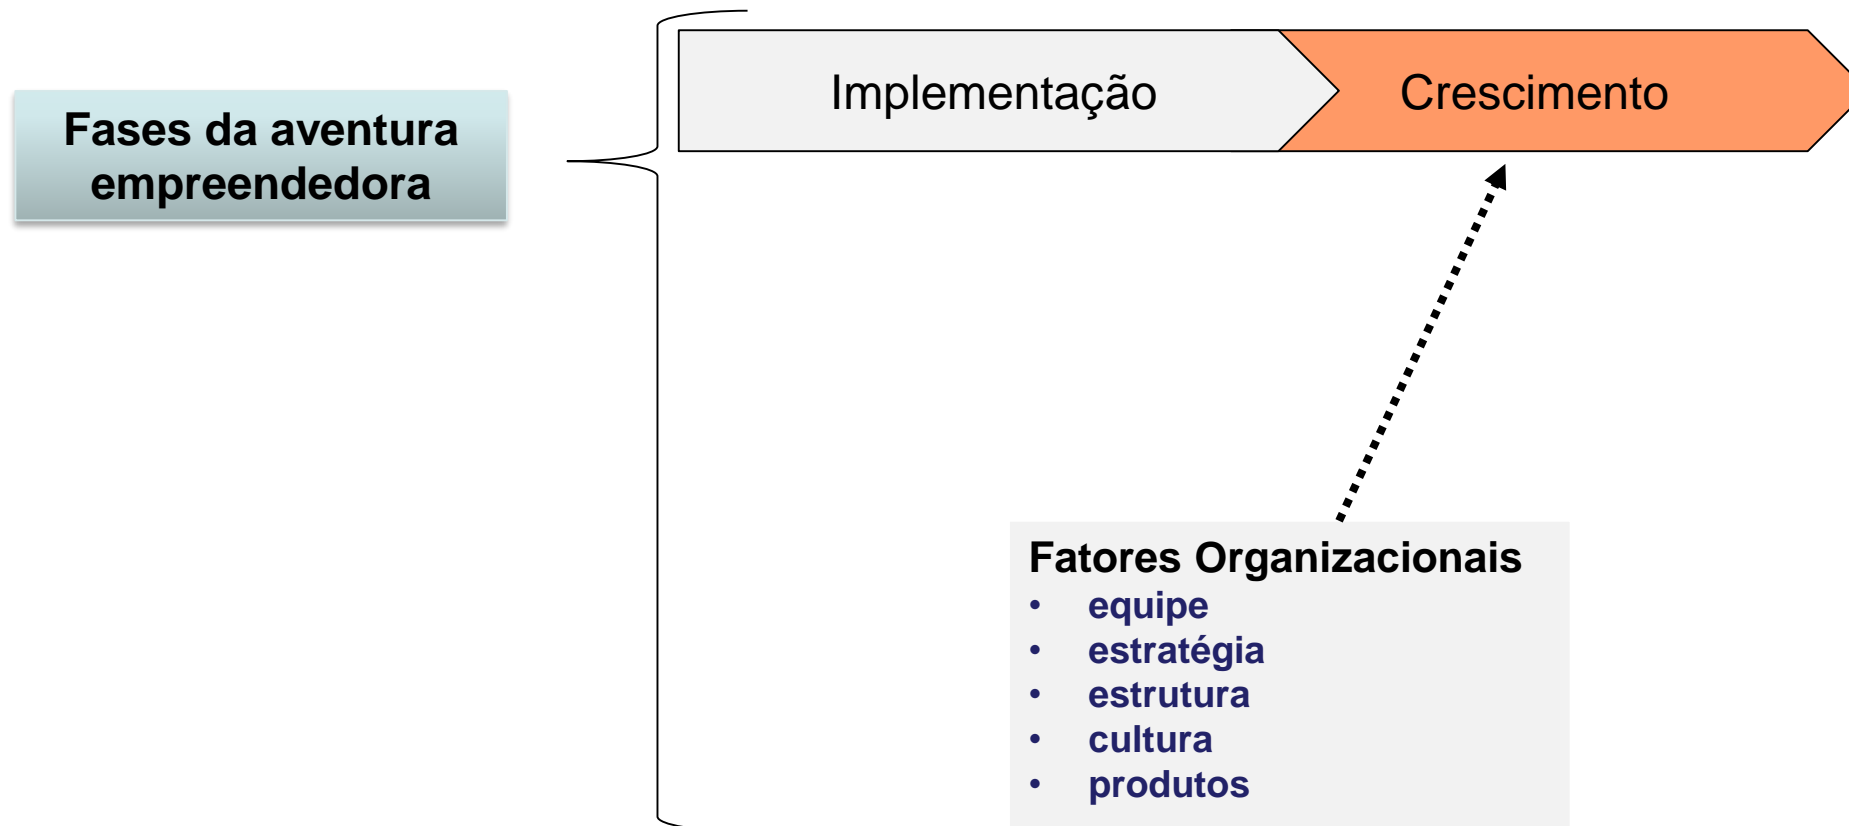 Fases da aventura
empreendedora
Implementação
Crescimento
Fatores Organizacionais
• equipe
• estratégia
• estrutura
• cultura
• produtos